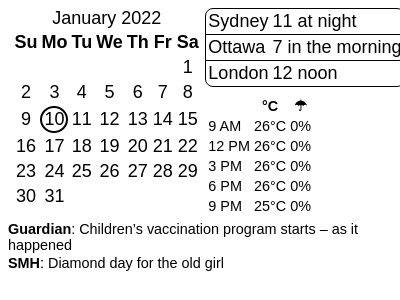 January 2022
Su Mo Tu We Th Fr Sa
1
2 3 4 5 6 7 8
9 10 11 12 13 14 15
16 17 18 19 20 21 22
23 24 25 26 27 28 29
30 31
Sydney 11 at night
Ottawa 7 in the morning
London 12 noon
°C ☂
9 AM 26°C 0%
12 PM 26°C 0%
3 PM 26°C 0%
6 PM 26°C 0%
9 PM 25°C 0%
Guardian: Children’s vaccination program starts – as it
happened
SMH: Diamond day for the old girl